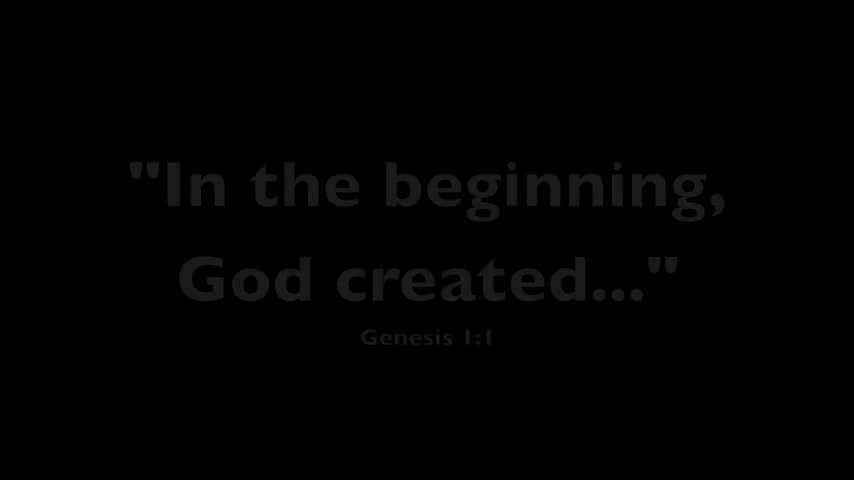 "In the beginning,
God created..."
Genesis 1:1